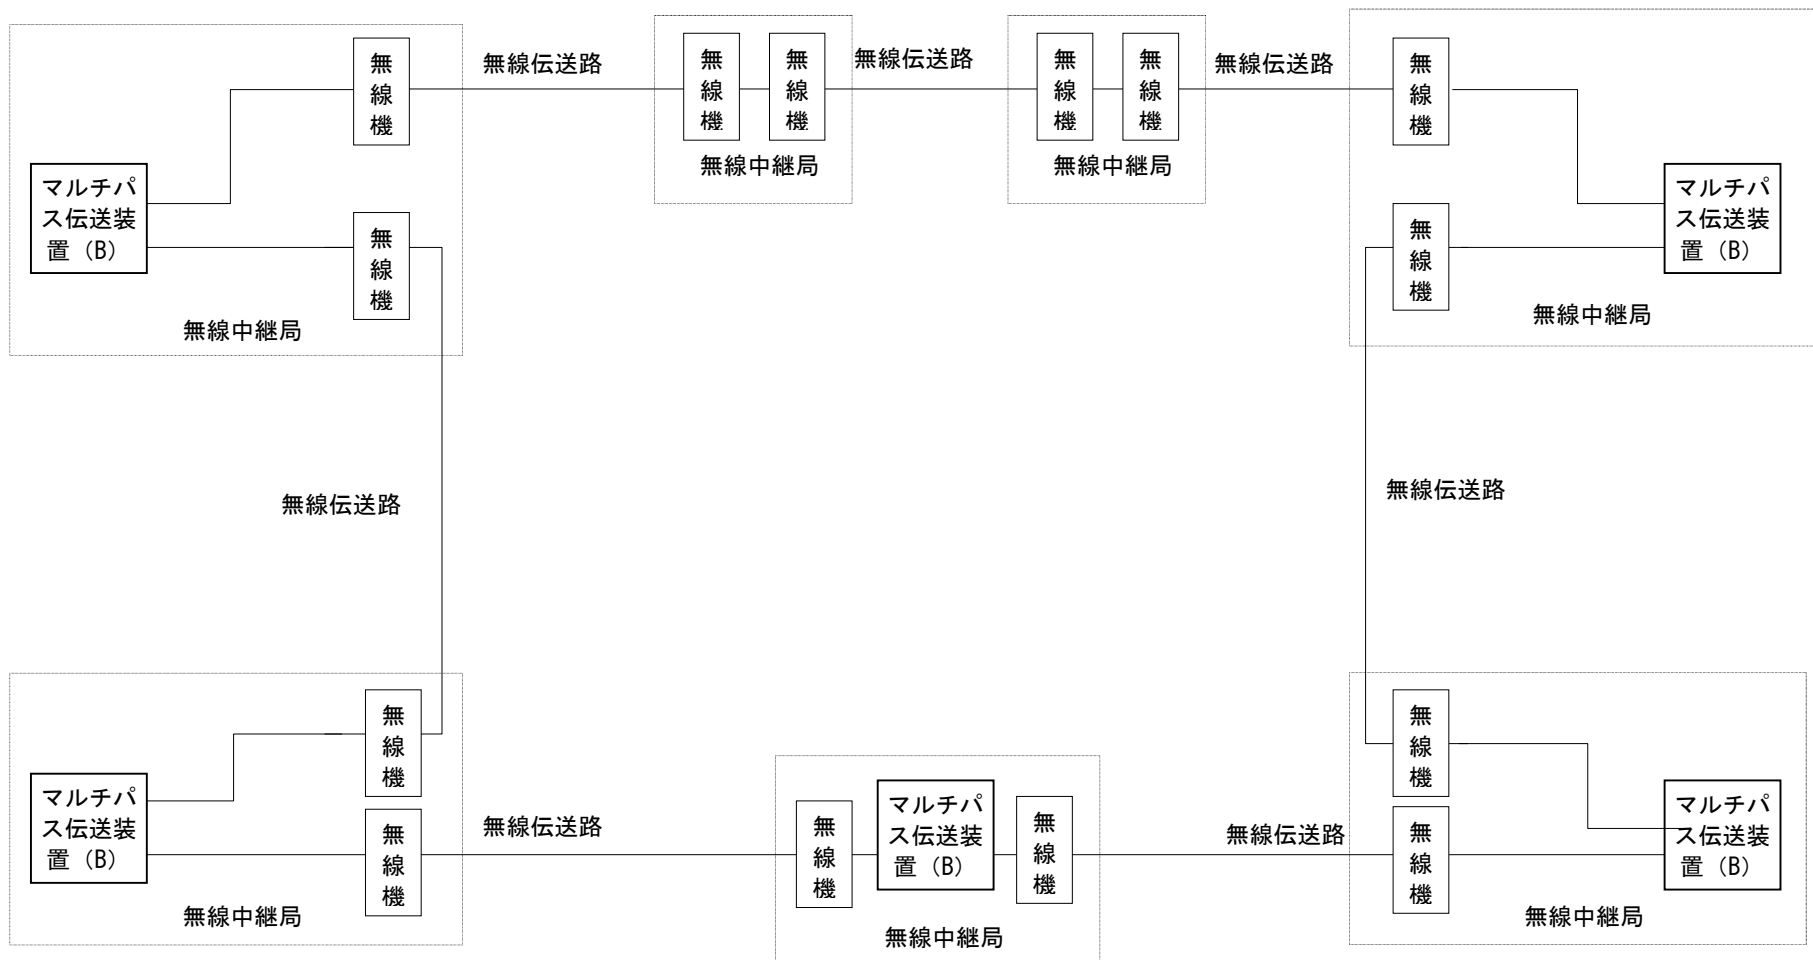 無線機
無線伝送路
無線機
無線機
無線中継局
無線伝送路
無線機
無線機
無線中継局
無線伝送路
無線機
マルチパ
ス伝送装
置（B）
無線機
無線中継局
無線機
マルチパ
ス伝送装
置（B）
無線中継局
無線伝送路
無線伝送路
無線機
マルチパ
ス伝送装
置（B）
無線機
無線中継局
無線伝送路
無線機
マルチパ
ス伝送装
置（B）
無線機
無線中継局
無線伝送路
無線機
無線機
マルチパ
ス伝送装
置（B）
無線中継局